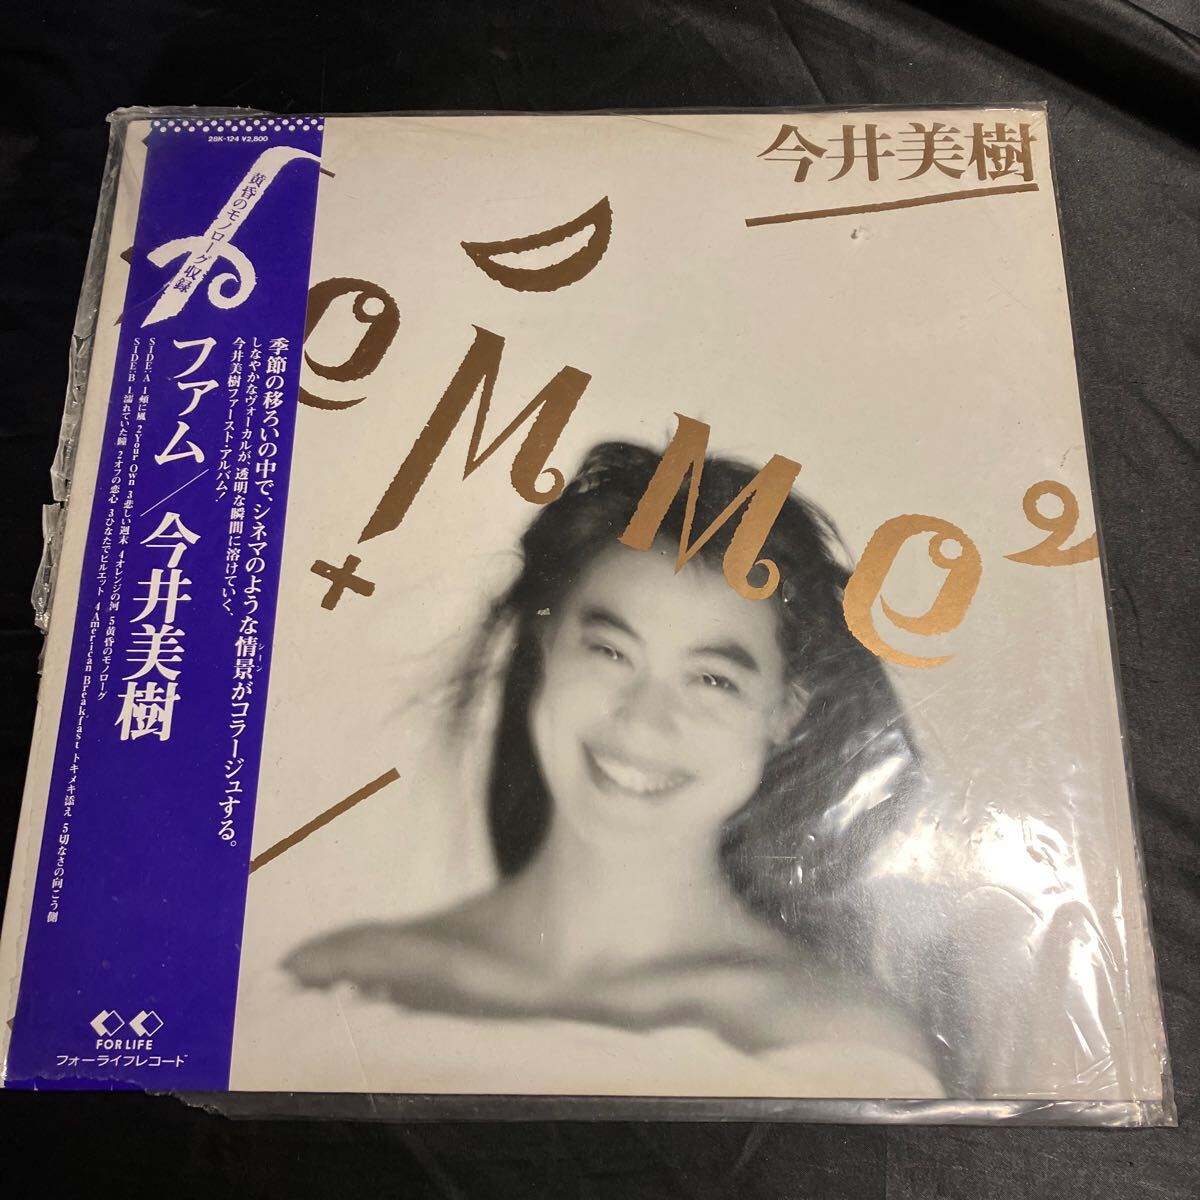 28K-124 ¥2,800
黄昏のモノローグ収録
ファム／今井美樹
季節の移ろいの中で、シネマのような情景がコラージュする。
シーン
しなやかなヴォーカルが、透明な瞬間に溶けていく、
今井美樹ファースト・アルバム！
SIDE:A 1頬に風 2Your Own 3悲しい週末 4オレンジの河 5黄昏のモノローグ
SIDE:B 1濡れていた瞳 2オフの恋心 3ひなたでピルエット 4American Breakfast トキメキ添え 5切なさの向こう側
FOR LIFE
フォーライフレコード
今井美樹